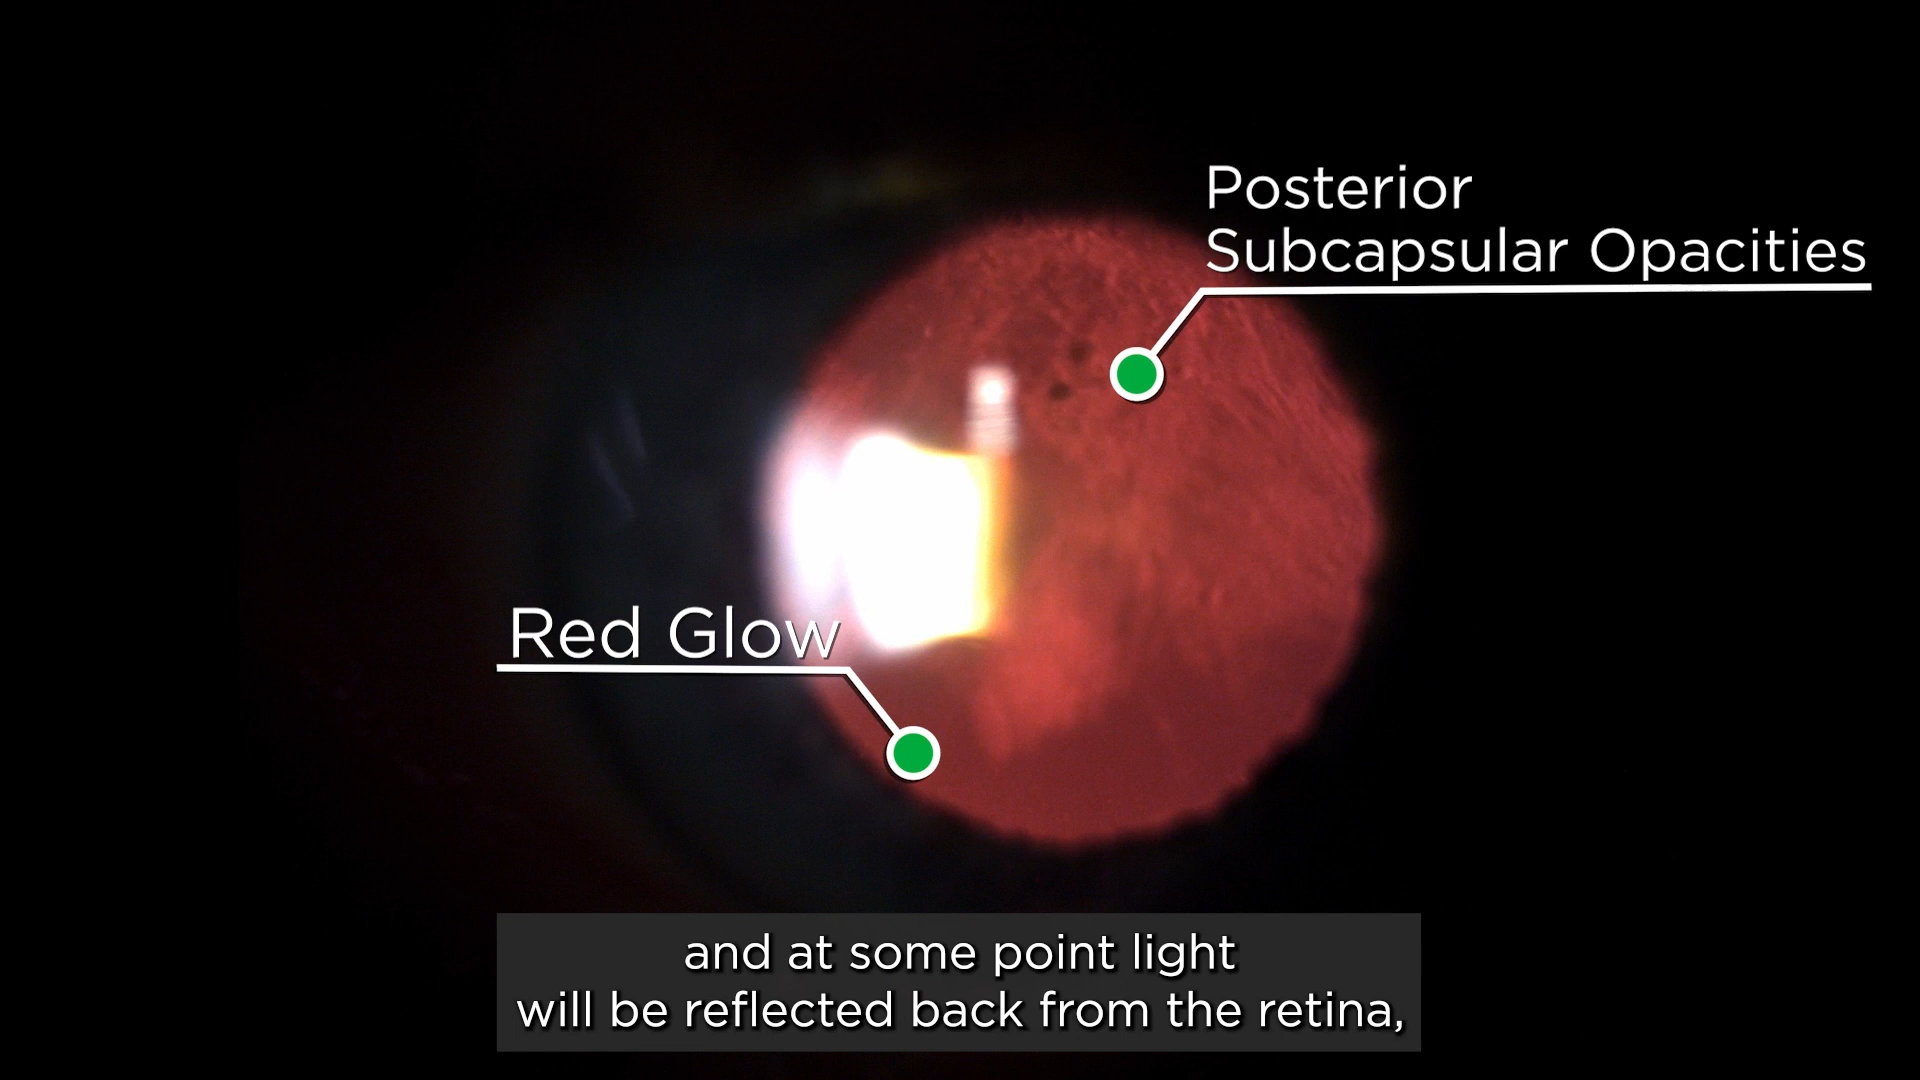 Posterior
Subcapsular Opacities
Red Glow
and at some point light
will be reflected back from the retina,